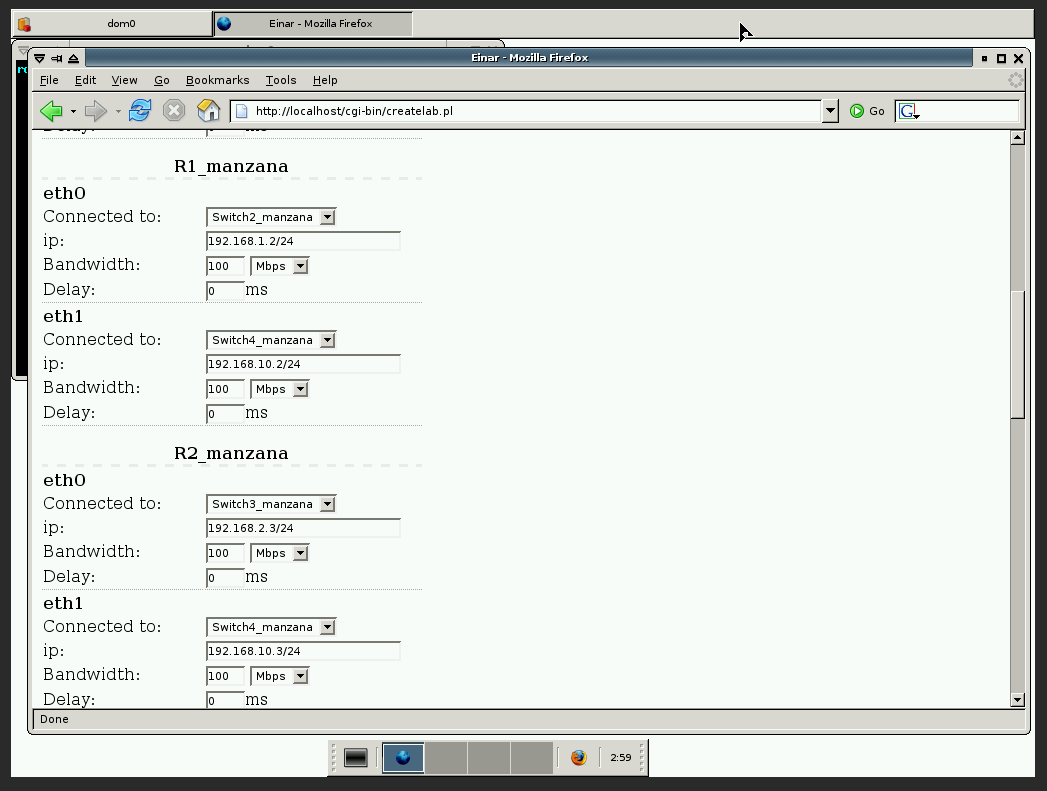 dom0
Einar - Mozilla Firefox
Einar - Mozilla Firefox
File Edit View Go Bookmarks Tools Help
http://localhost/cgi-bin/createlab.pl
Go
G
R1_manzana
eth0
Connected to: Switch2_manzana
ip: 192.168.1.2/24
Bandwidth: 100 Mbps
Delay: 0 ms
eth1
Connected to: Switch4_manzana
ip: 192.168.10.2/24
Bandwidth: 100 Mbps
Delay: 0 ms
R2_manzana
eth0
Connected to: Switch3_manzana
ip: 192.168.2.3/24
Bandwidth: 100 Mbps
Delay: 0 ms
eth1
Connected to: Switch4_manzana
ip: 192.168.10.3/24
Bandwidth: 100 Mbps
Delay: 0 ms
Done
2:59